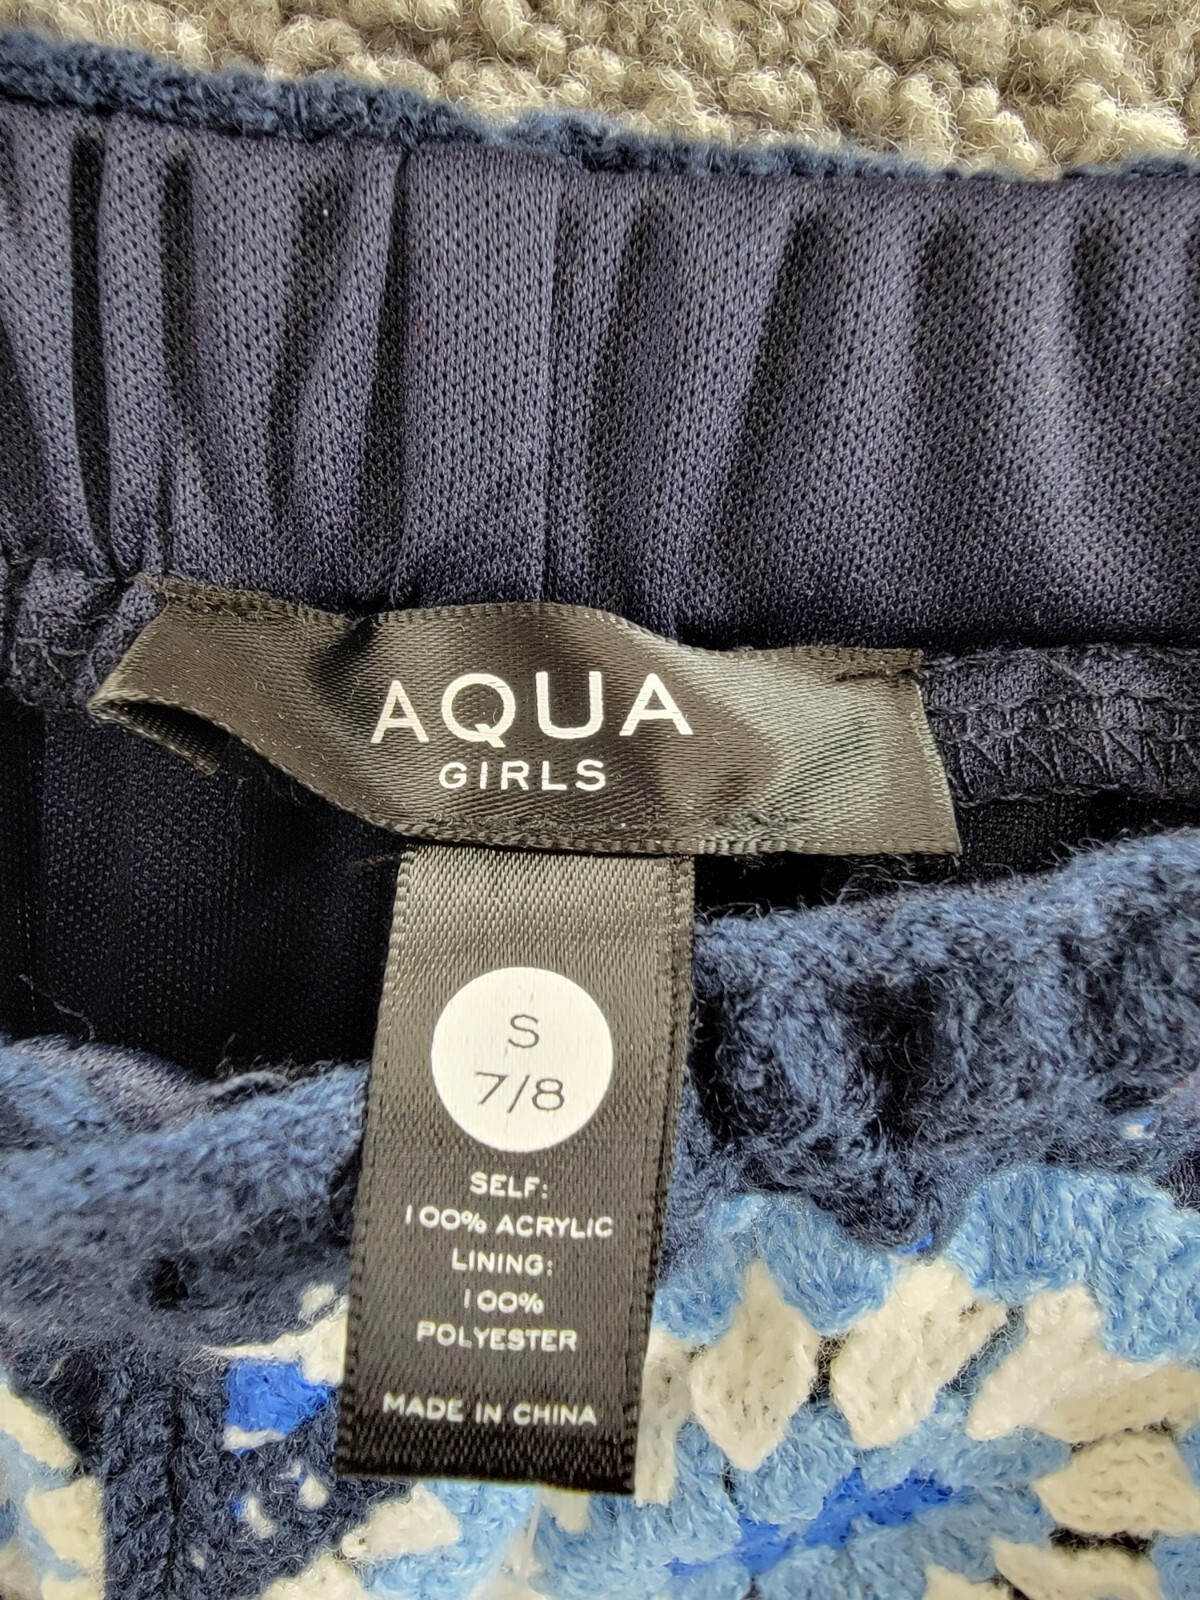 AQUA
GIRLS
S
7/8
SELF:
100% ACRYLIC
LINING:
100%
POLYESTER
MADE IN CHINA